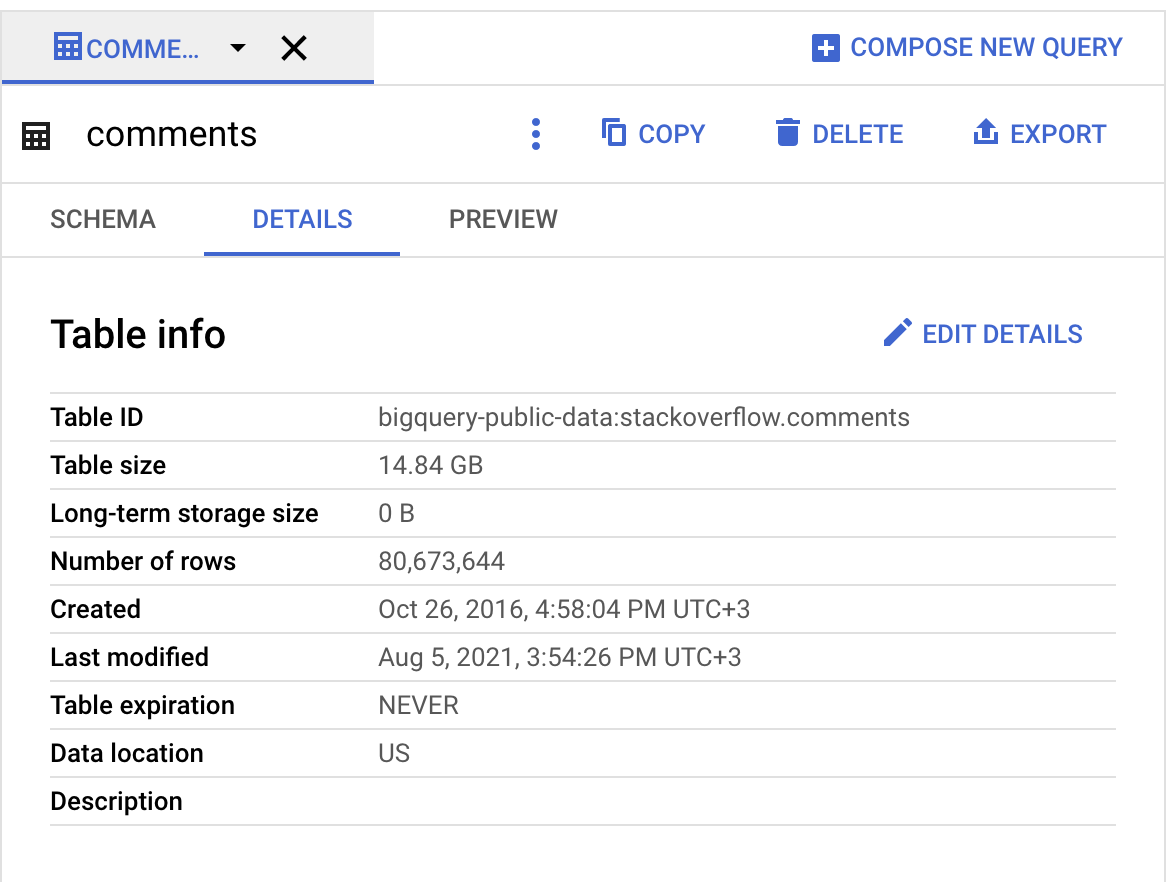 COMME... COMPOSE NEW QUERY
comments COPY DELETE EXPORT
SCHEMA DETAILS PREVIEW
Table info EDIT DETAILS
Table ID bigquery-public-data:stackoverflow.comments
Table size 14.84 GB
Long-term storage size 0 B
Number of rows 80,673,644
Created Oct 26, 2016, 4:58:04 PM UTC+3
Last modified Aug 5, 2021, 3:54:26 PM UTC+3
Table expiration NEVER
Data location US
Description